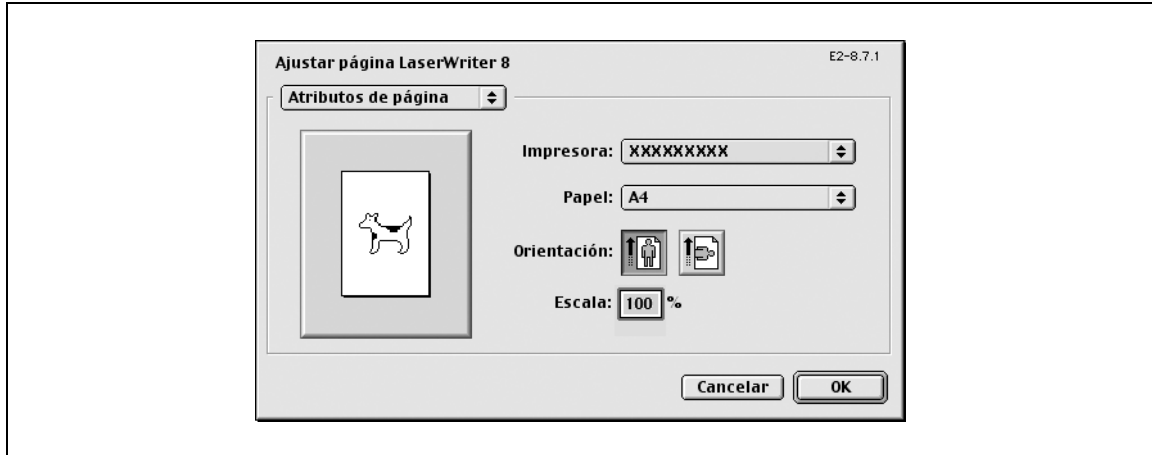 Ajustar página LaserWriter 8 E2-8.7.1
Atributos de página
Impresora: XXXXXXXXX
Papel: A4
Orientación:
Escala: 100 %
Cancelar OK